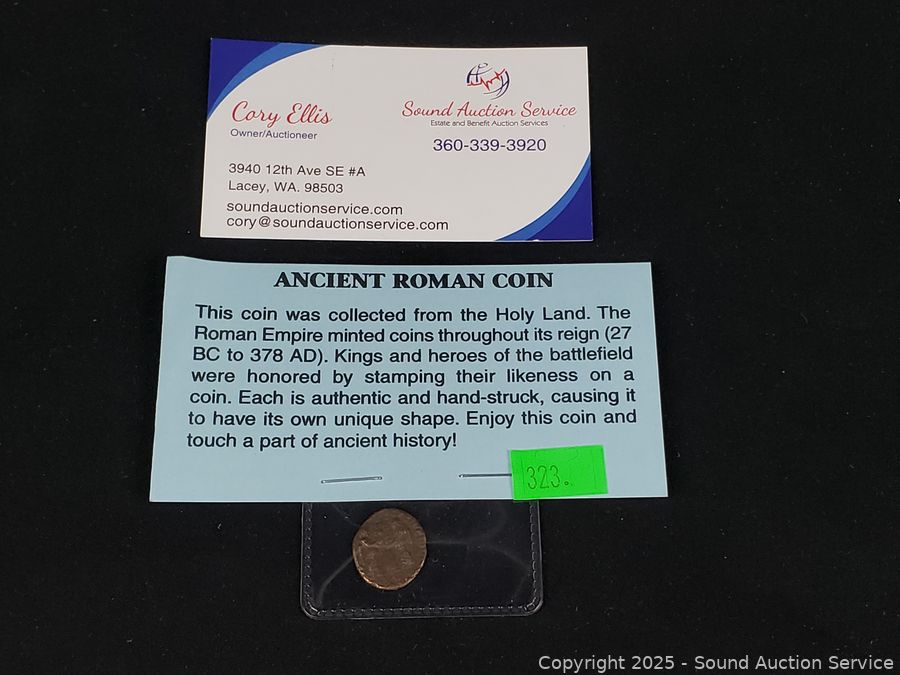 Cory Ellis
Owner/Auctioneer
Sound Auction Service
Estate and Benefit Auction Services
360-339-3920
3940 12th Ave SE #A
Lacey, WA. 98503
soundauctionservice.com
cory@soundauctionservice.com
ANCIENT ROMAN COIN
This coin was collected from the Holy Land. The
Roman Empire minted coins throughout its reign (27
BC to 378 AD). Kings and heroes of the battlefield
were honored by stamping their likeness on a
coin. Each is authentic and hand-struck, causing it
to have its own unique shape. Enjoy this coin and
touch a part of ancient history!
323.
Copyright 2025 - Sound Auction Service